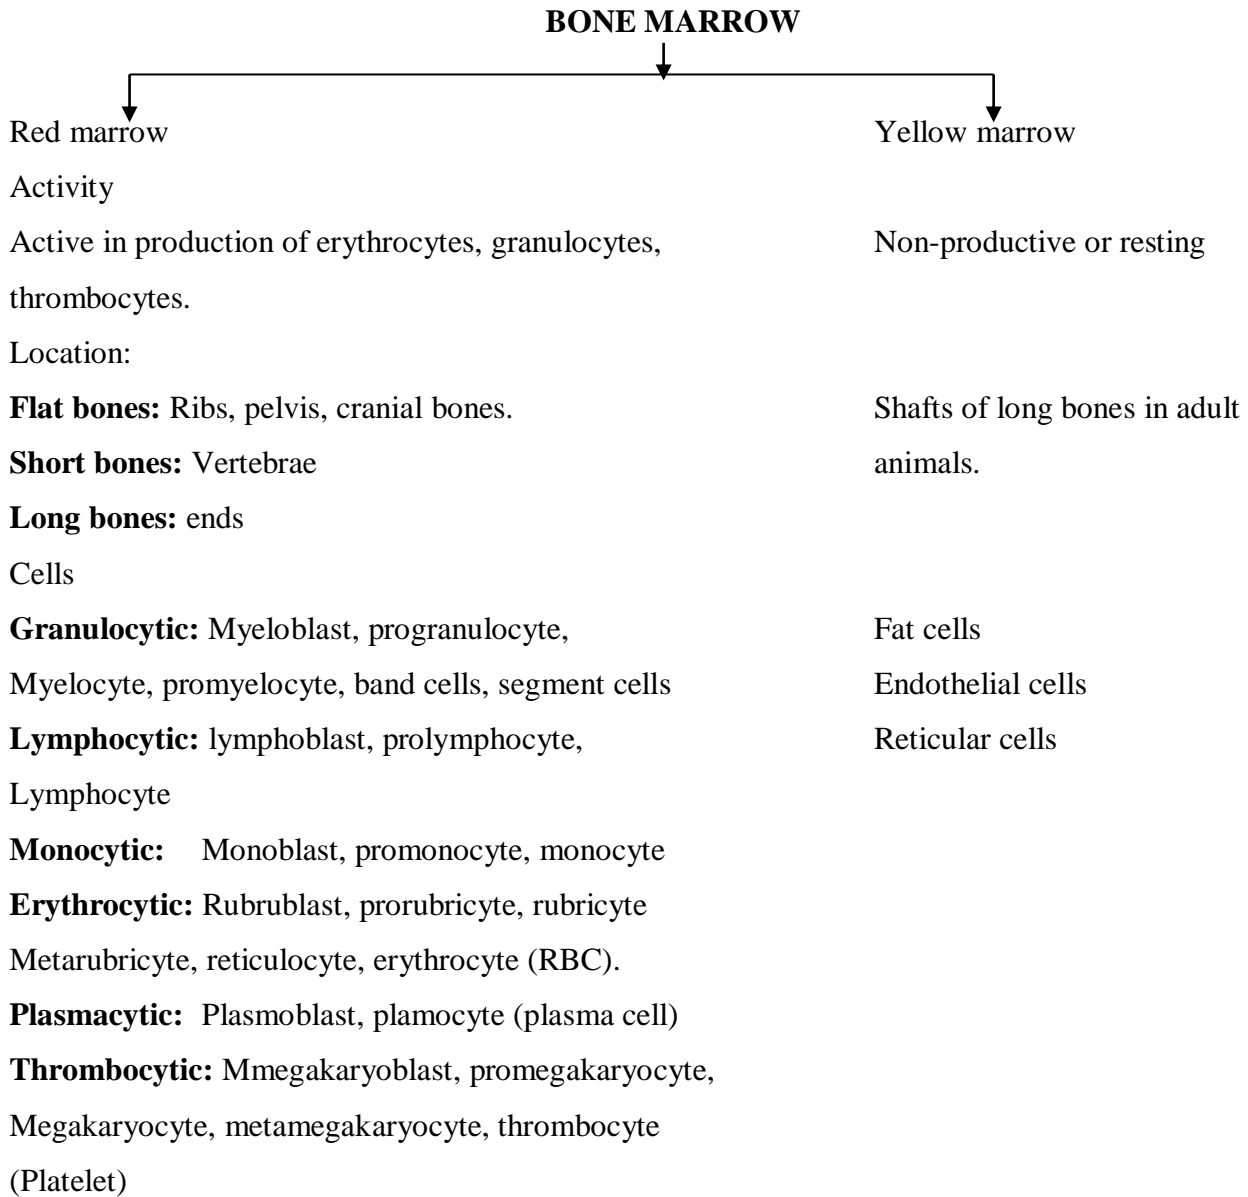 BONE MARROW
Red marrow Yellow marrow
Activity
Active in production of erythrocytes, granulocytes, Non-productive or resting
thrombocytes.
Location:
Flat bones: Ribs, pelvis, cranial bones. Shafts of long bones in adult
Short bones: Vertebrae animals.
Long bones: ends
Cells
Granulocytic: Myeloblast, progranulocyte, Fat cells
Myelocyte, promyelocyte, band cells, segment cells Endothelial cells
Lymphocytic: lymphoblast, prolymphocyte, Reticular cells
Lymphocyte
Monocytic: Monoblast, promonocyte, monocyte
Erythrocytic: Rubrublast, prorubricyte, rubricyte
Metarubricyte, reticulocyte, erythrocyte (RBC).
Plasmacytic: Plasmoblast, plamocyte (plasma cell)
Thrombocytic: Mmegakaryoblast, promegakaryocyte,
Megakaryocyte, metamegakaryocyte, thrombocyte
(Platelet)